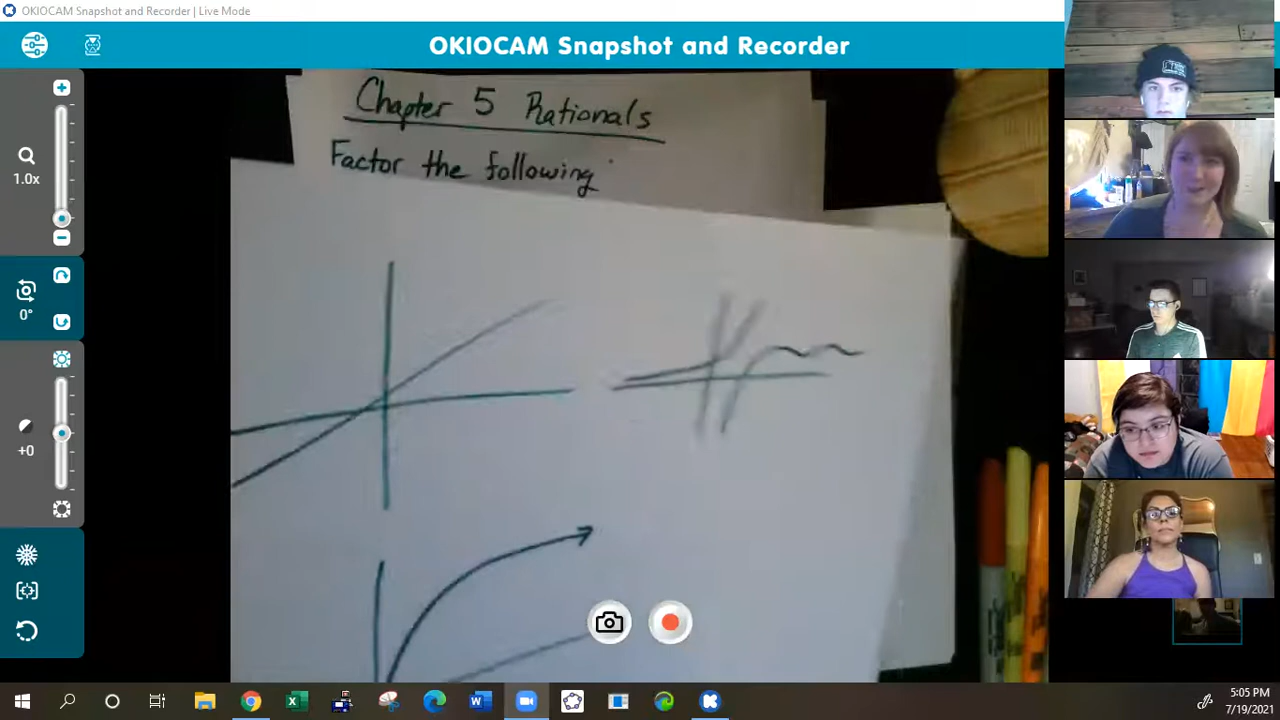 OKIOCAM Snapshot and Recorder | Live Mode
OKIOCAM Snapshot and Recorder
Chapter 5 Rationals
Factor the following
1.0x
0°
+0
5:05 PM
7/19/2021